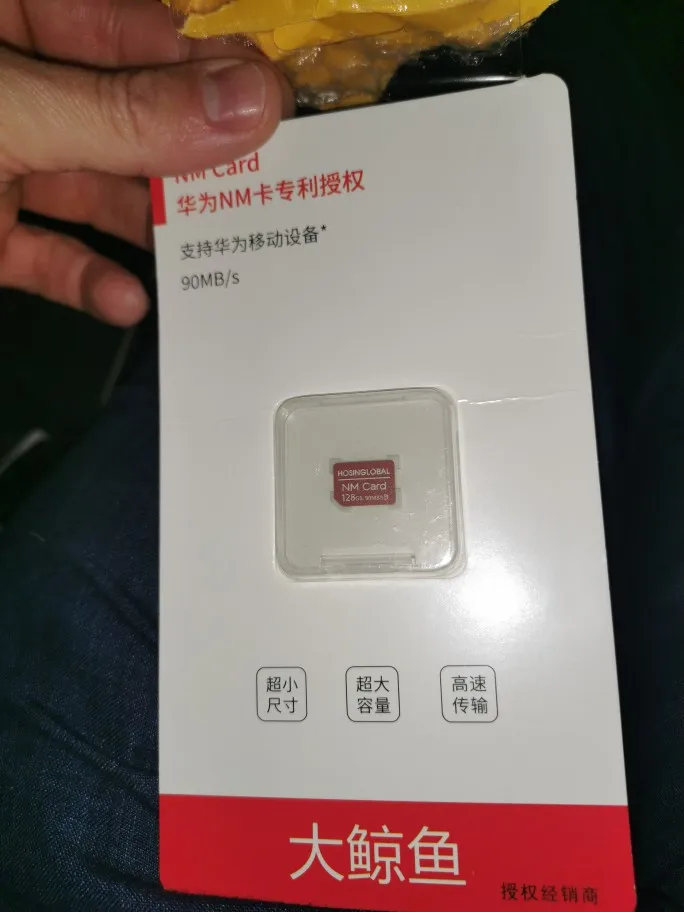 NM Card
华为NM卡专利授权
支持华为移动设备*
90MB/s
HOSINGLOBAL
NM Card
128GB
超小
尺寸
超大
容量
高速
传输
大鲸鱼
授权经销商